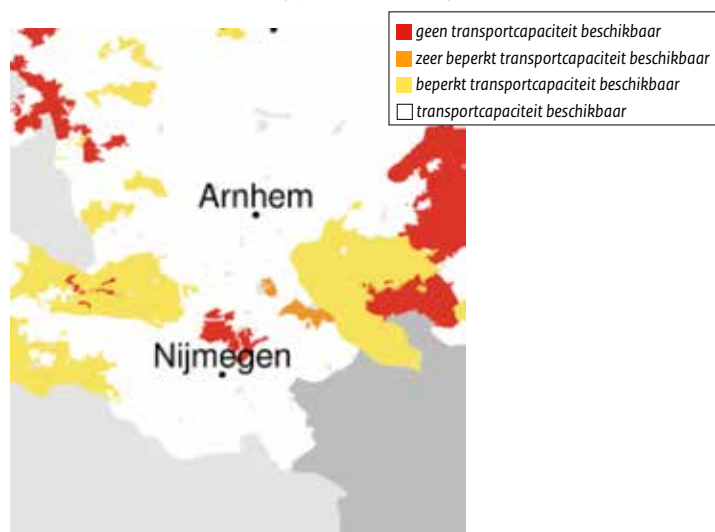 geen transportcapaciteit beschikbaar
zeer beperkt transportcapaciteit beschikbaar
beperkt transportcapaciteit beschikbaar
transportcapaciteit beschikbaar
Arnhem
Nijmegen